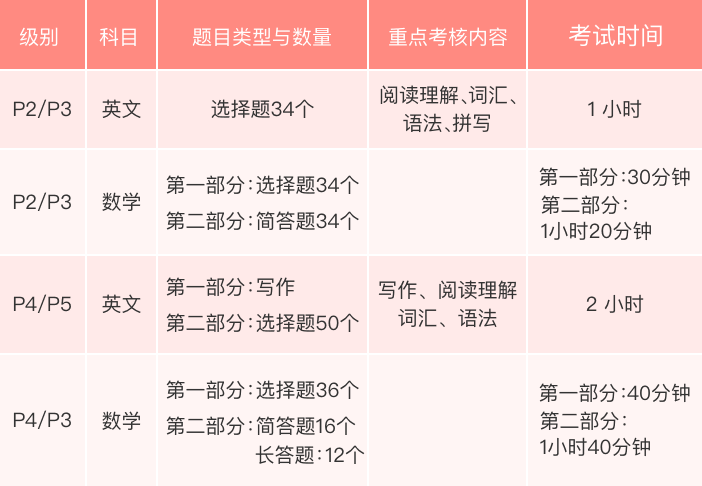 级别 科目 题目类型与数量 重点考核内容 考试时间
P2/P3 英文 选择题34个 阅读理解、词汇、 1 小时
语法、拼写
P2/P3 数学 第一部分：选择题34个 第一部分：30分钟
第二部分：简答题34个 第二部分：
1小时20分钟
P4/P5 英文 第一部分：写作 写作、阅读理解 2 小时
第二部分：选择题50个 词汇、语法
P4/P3 数学 第一部分：选择题36个 第一部分：40分钟
第二部分：简答题16个 第二部分：
长答题：12个 1小时40分钟